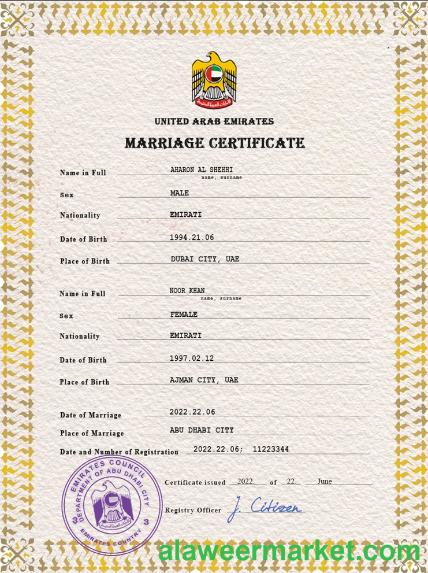 UNITED ARAB EMIRATES
MARRIAGE CERTIFICATE
Name in Full AHARON AL SHEHHI
name, surname
Sex MALE
Nationality EMIRATI
Date of Birth 1994.21.06
Place of Birth DUBAI CITY, UAE
Name in Full NOOR KHAN
name, surname
Sex FEMALE
Nationality EMIRATI
Date of Birth 1997.02.12
Place of Birth AJMAN CITY, UAE
Date of Marriage 2022.22.06
Place of Marriage ABU DHABI CITY
Date and Number of Registration 2022.22.06; 11223344
Certificate issued 2022 of 22 June
Registry Officer J. Citizen
EMIRATES COUNCIL
DEPARTMENT OF ABU DHABI CITY
3 3
EMIRATES COUNTRY
alaweermarket.com